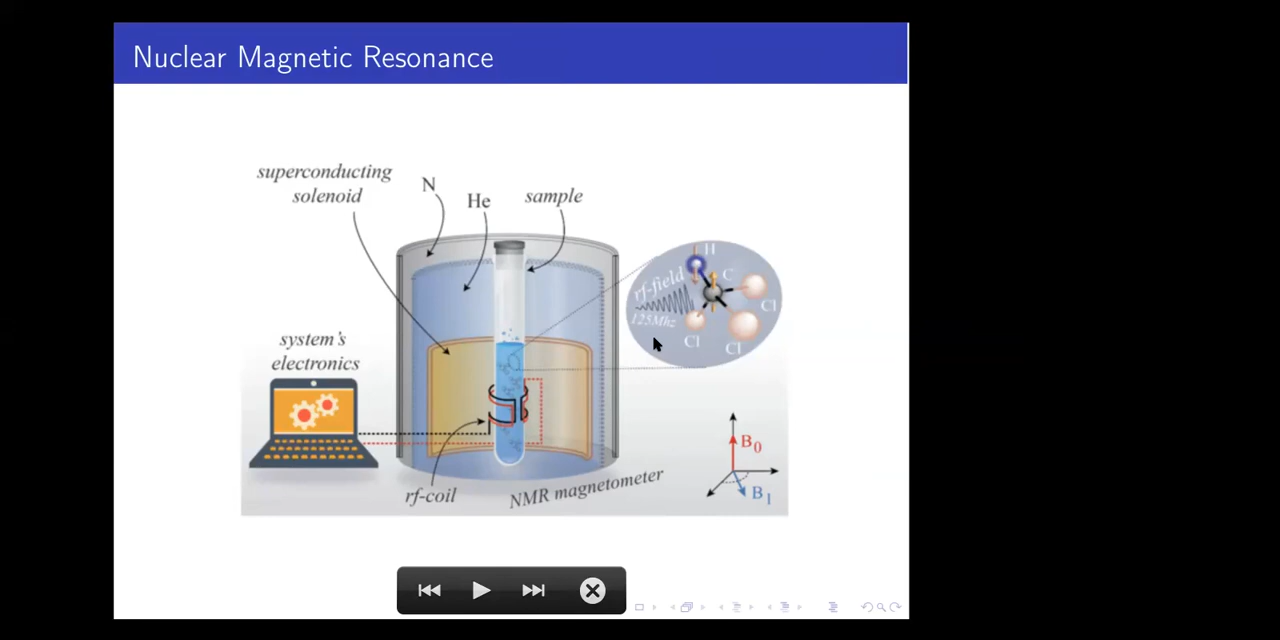 Nuclear Magnetic Resonance
superconducting
solenoid
N
He
sample
H
C
rf-field
125Mhz
Cl
Cl
Cl
system's
electronics
rf-coil
NMR magnetometer
B0
B1